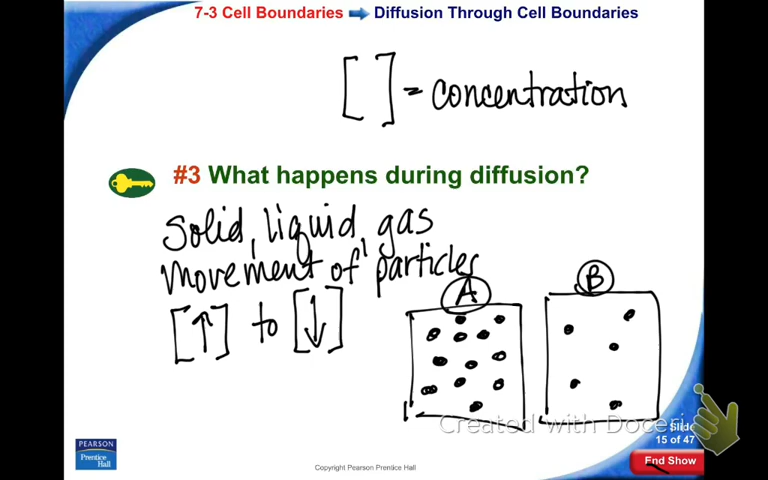 7-3 Cell Boundaries Diffusion Through Cell Boundaries
[ ] = concentration
#3 What happens during diffusion?
Solid, liquid, gas
movement of particles
[↑] to [↓]
A
B
Created with Doceri
Slide
15 of 47
End Show
PEARSON
Prentice
Hall
Copyright Pearson Prentice Hall